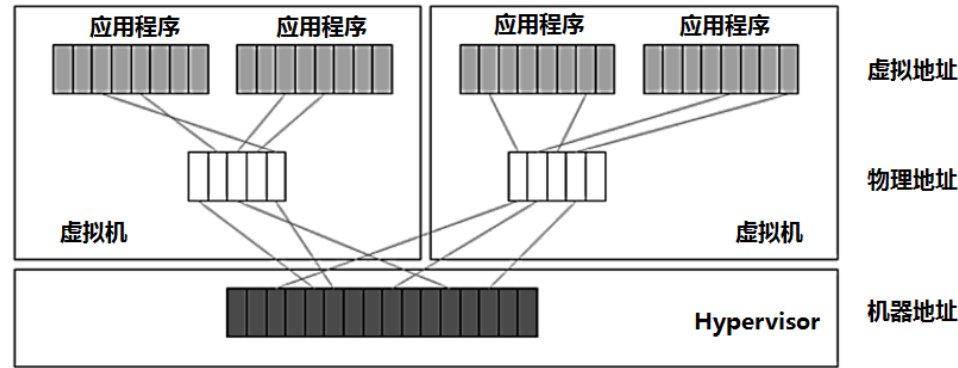 应用程序 应用程序 应用程序 应用程序
虚拟地址
物理地址
虚拟机 虚拟机
机器地址
Hypervisor